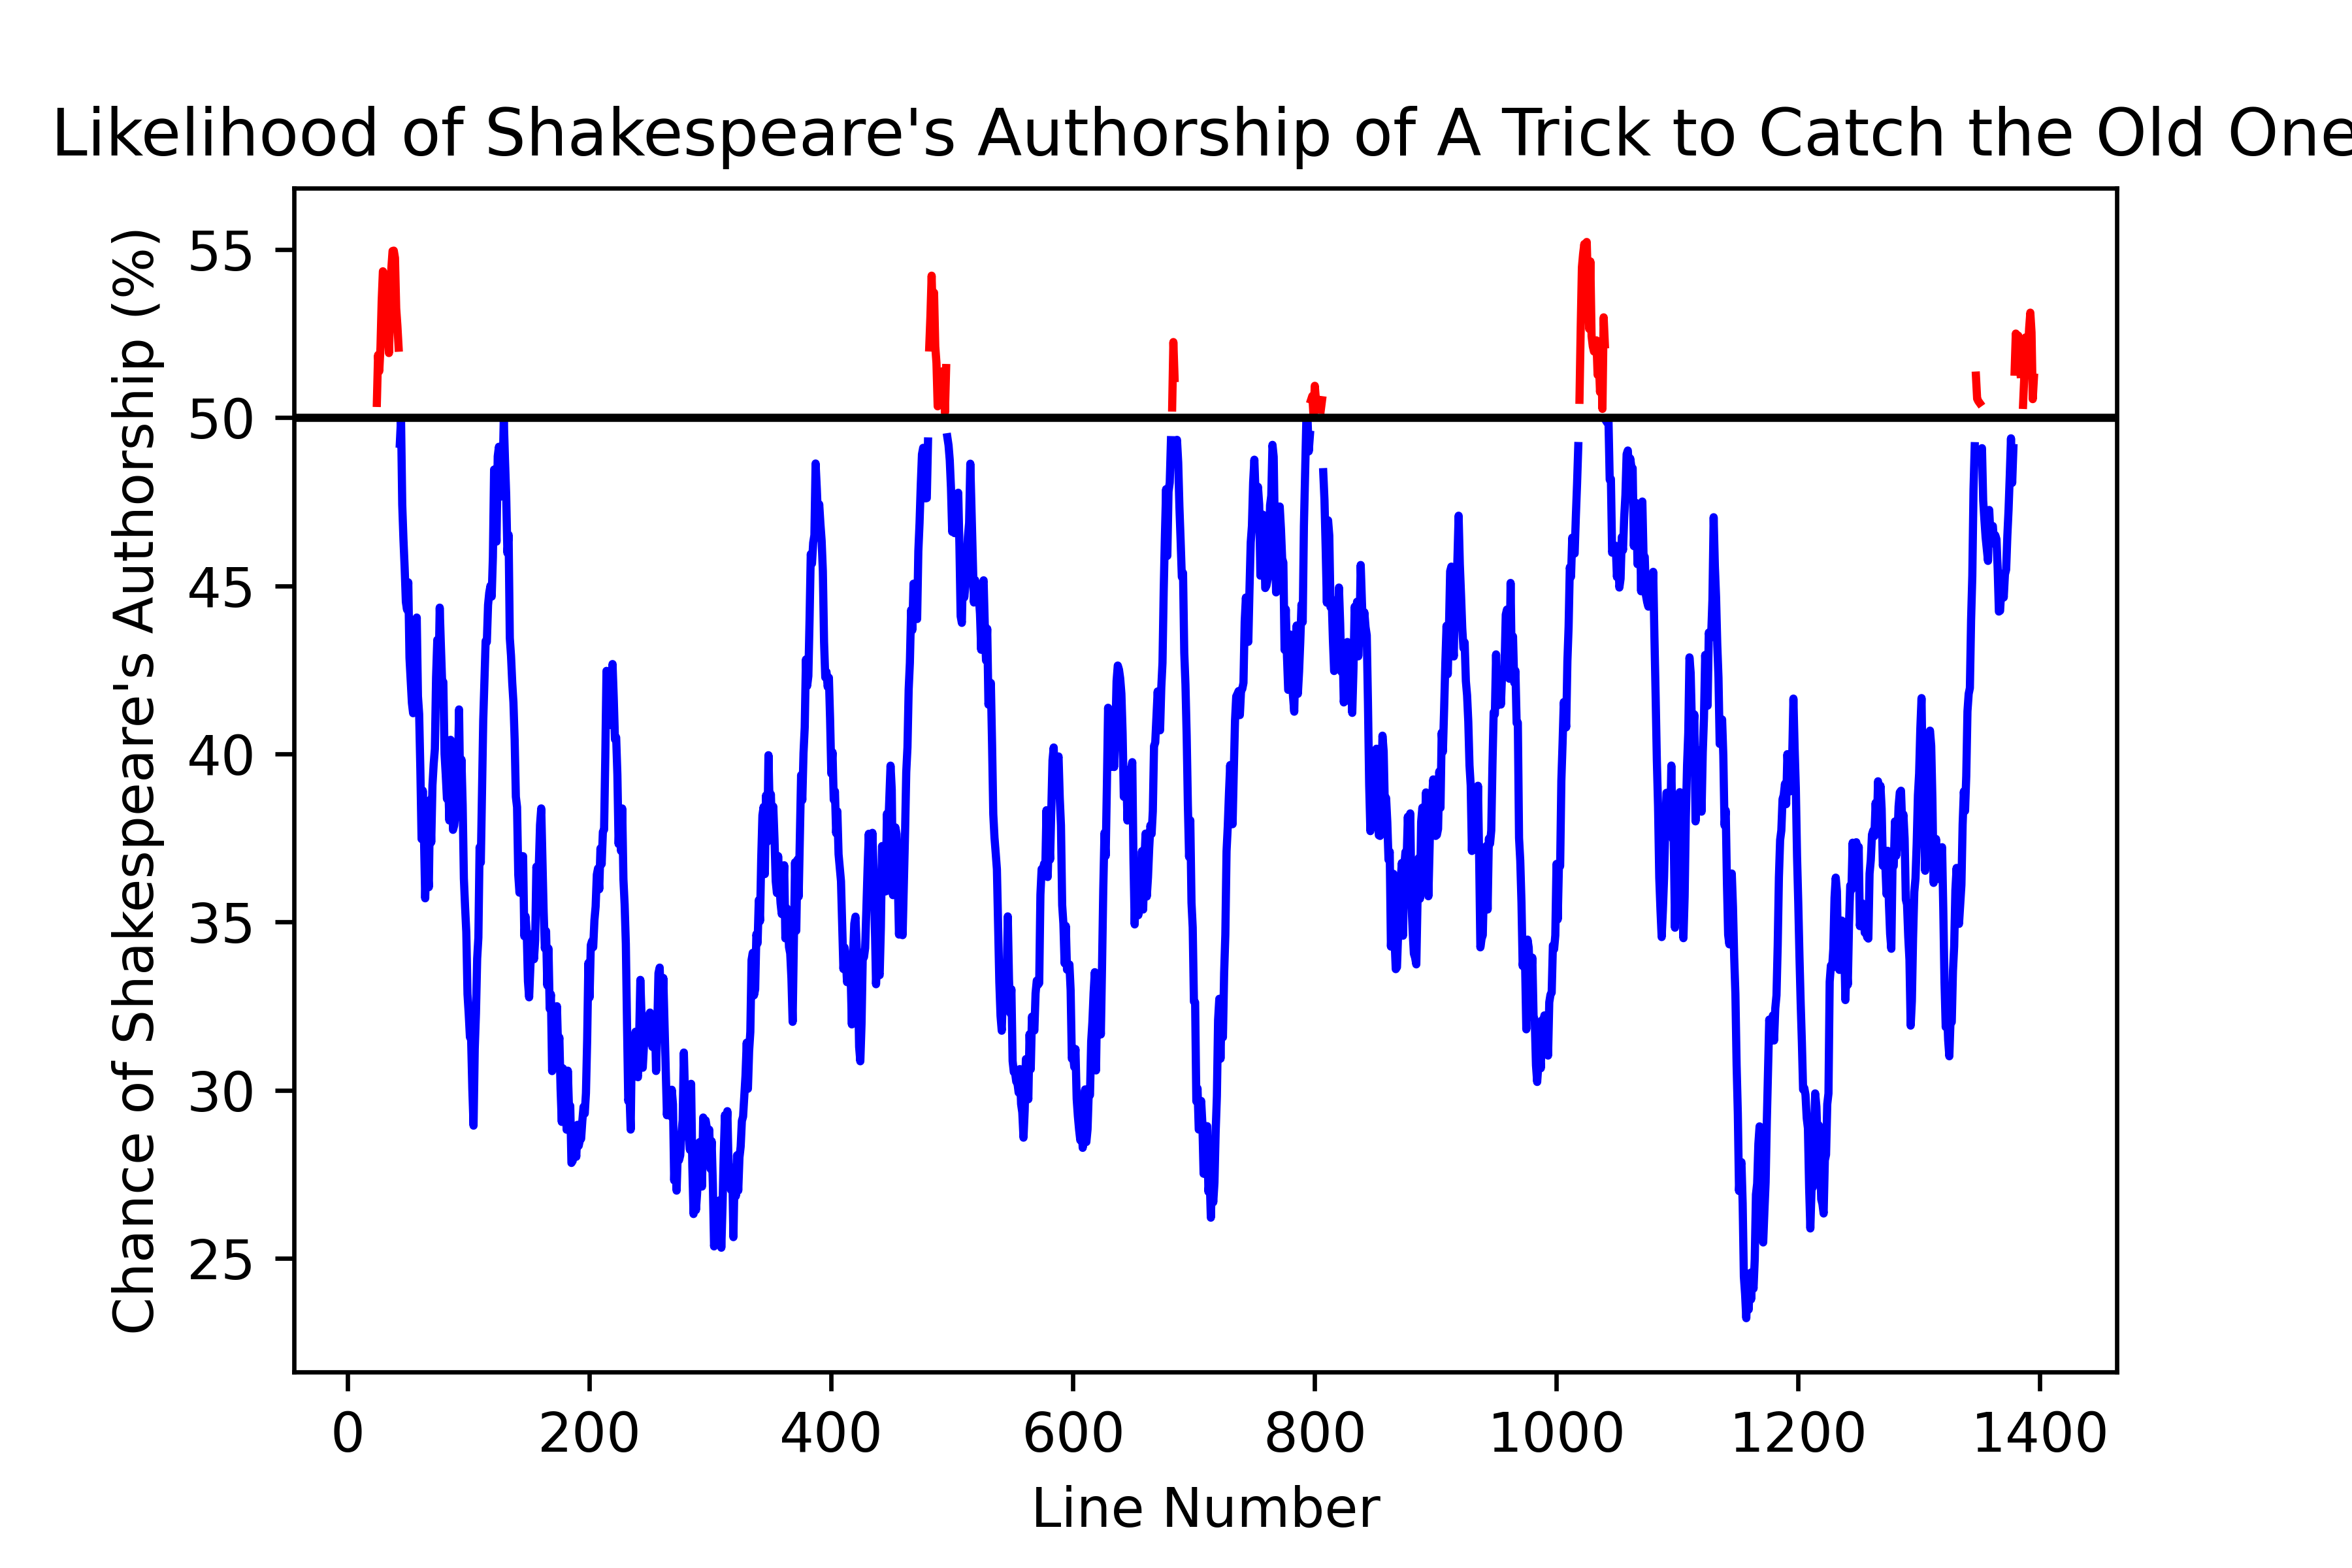 Likelihood of Shakespeare's Authorship of A Trick to Catch the Old One
Chance of Shakespeare's Authorship (%)
55
50
45
40
35
30
25
0 200 400 600 800 1000 1200 1400
Line Number